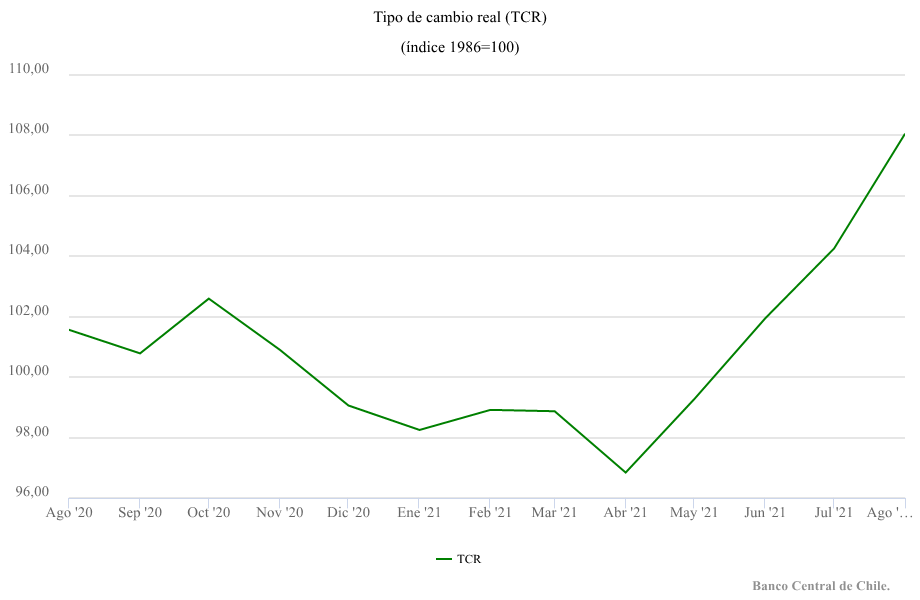 Tipo de cambio real (TCR)
(índice 1986=100)
110,00
108,00
106,00
104,00
102,00
100,00
98,00
96,00
Ago '20 Sep '20 Oct '20 Nov '20 Dic '20 Ene '21 Feb '21 Mar '21 Abr '21 May '21 Jun '21 Jul '21 Ago '...
TCR
Banco Central de Chile.